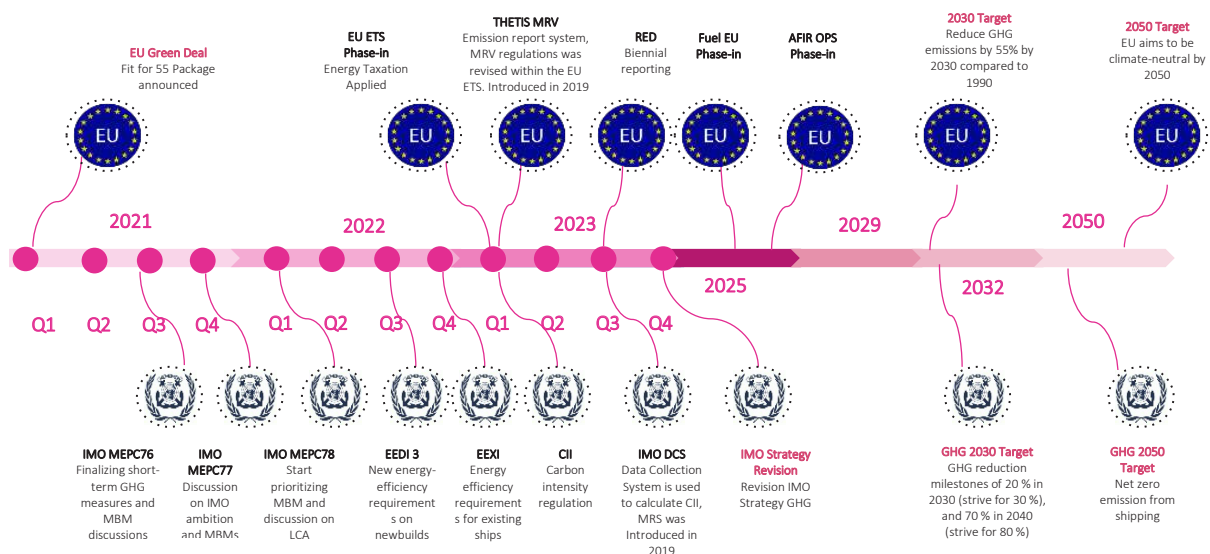 EU Green Deal
Fit for 55 Package
announced
EU ETS
Phase-in
Energy Taxation
Applied
THETIS MRV
Emission report system,
MRV regulations was
revised within the EU
ETS. Introduced in 2019
RED
Biennial
reporting
Fuel EU
Phase-in
AFIR OPS
Phase-in
2030 Target
Reduce GHG
emissions by 55% by
2030 compared to
1990
2050 Target
EU aims to be
climate-neutral by
2050
EU
EU
EU
EU
EU
EU
EU
EU
2021
2022
2023
2029
2050
2025
2032
Q1
Q2
Q3
Q4
Q1
Q2
Q3
Q4
Q1
Q2
Q3
Q4
IMO MEPC76
Finalizing short-
term GHG
measures and
MBM
discussions
IMO
MEPC77
Discussion
on IMO
ambition
and MBMs
IMO MEPC78
Start
prioritizing
MBM and
discussion on
LCA
EEDI 3
New energy-
efficiency
requirement
s on
newbuilds
EEXI
Energy
efficiency
requirement
s for existing
ships
CII
Carbon
intensity
regulation
IMO DCS
Data Collection
System is used
to calculate CII,
MRS was
Introduced in
2019
IMO Strategy
Revision
Revision IMO
Strategy GHG
GHG 2030 Target
GHG reduction
milestones of 20 % in
2030 (strive for 30 %),
and 70 % in 2040
(strive for 80 %)
GHG 2050
Target
Net zero
emission from
shipping